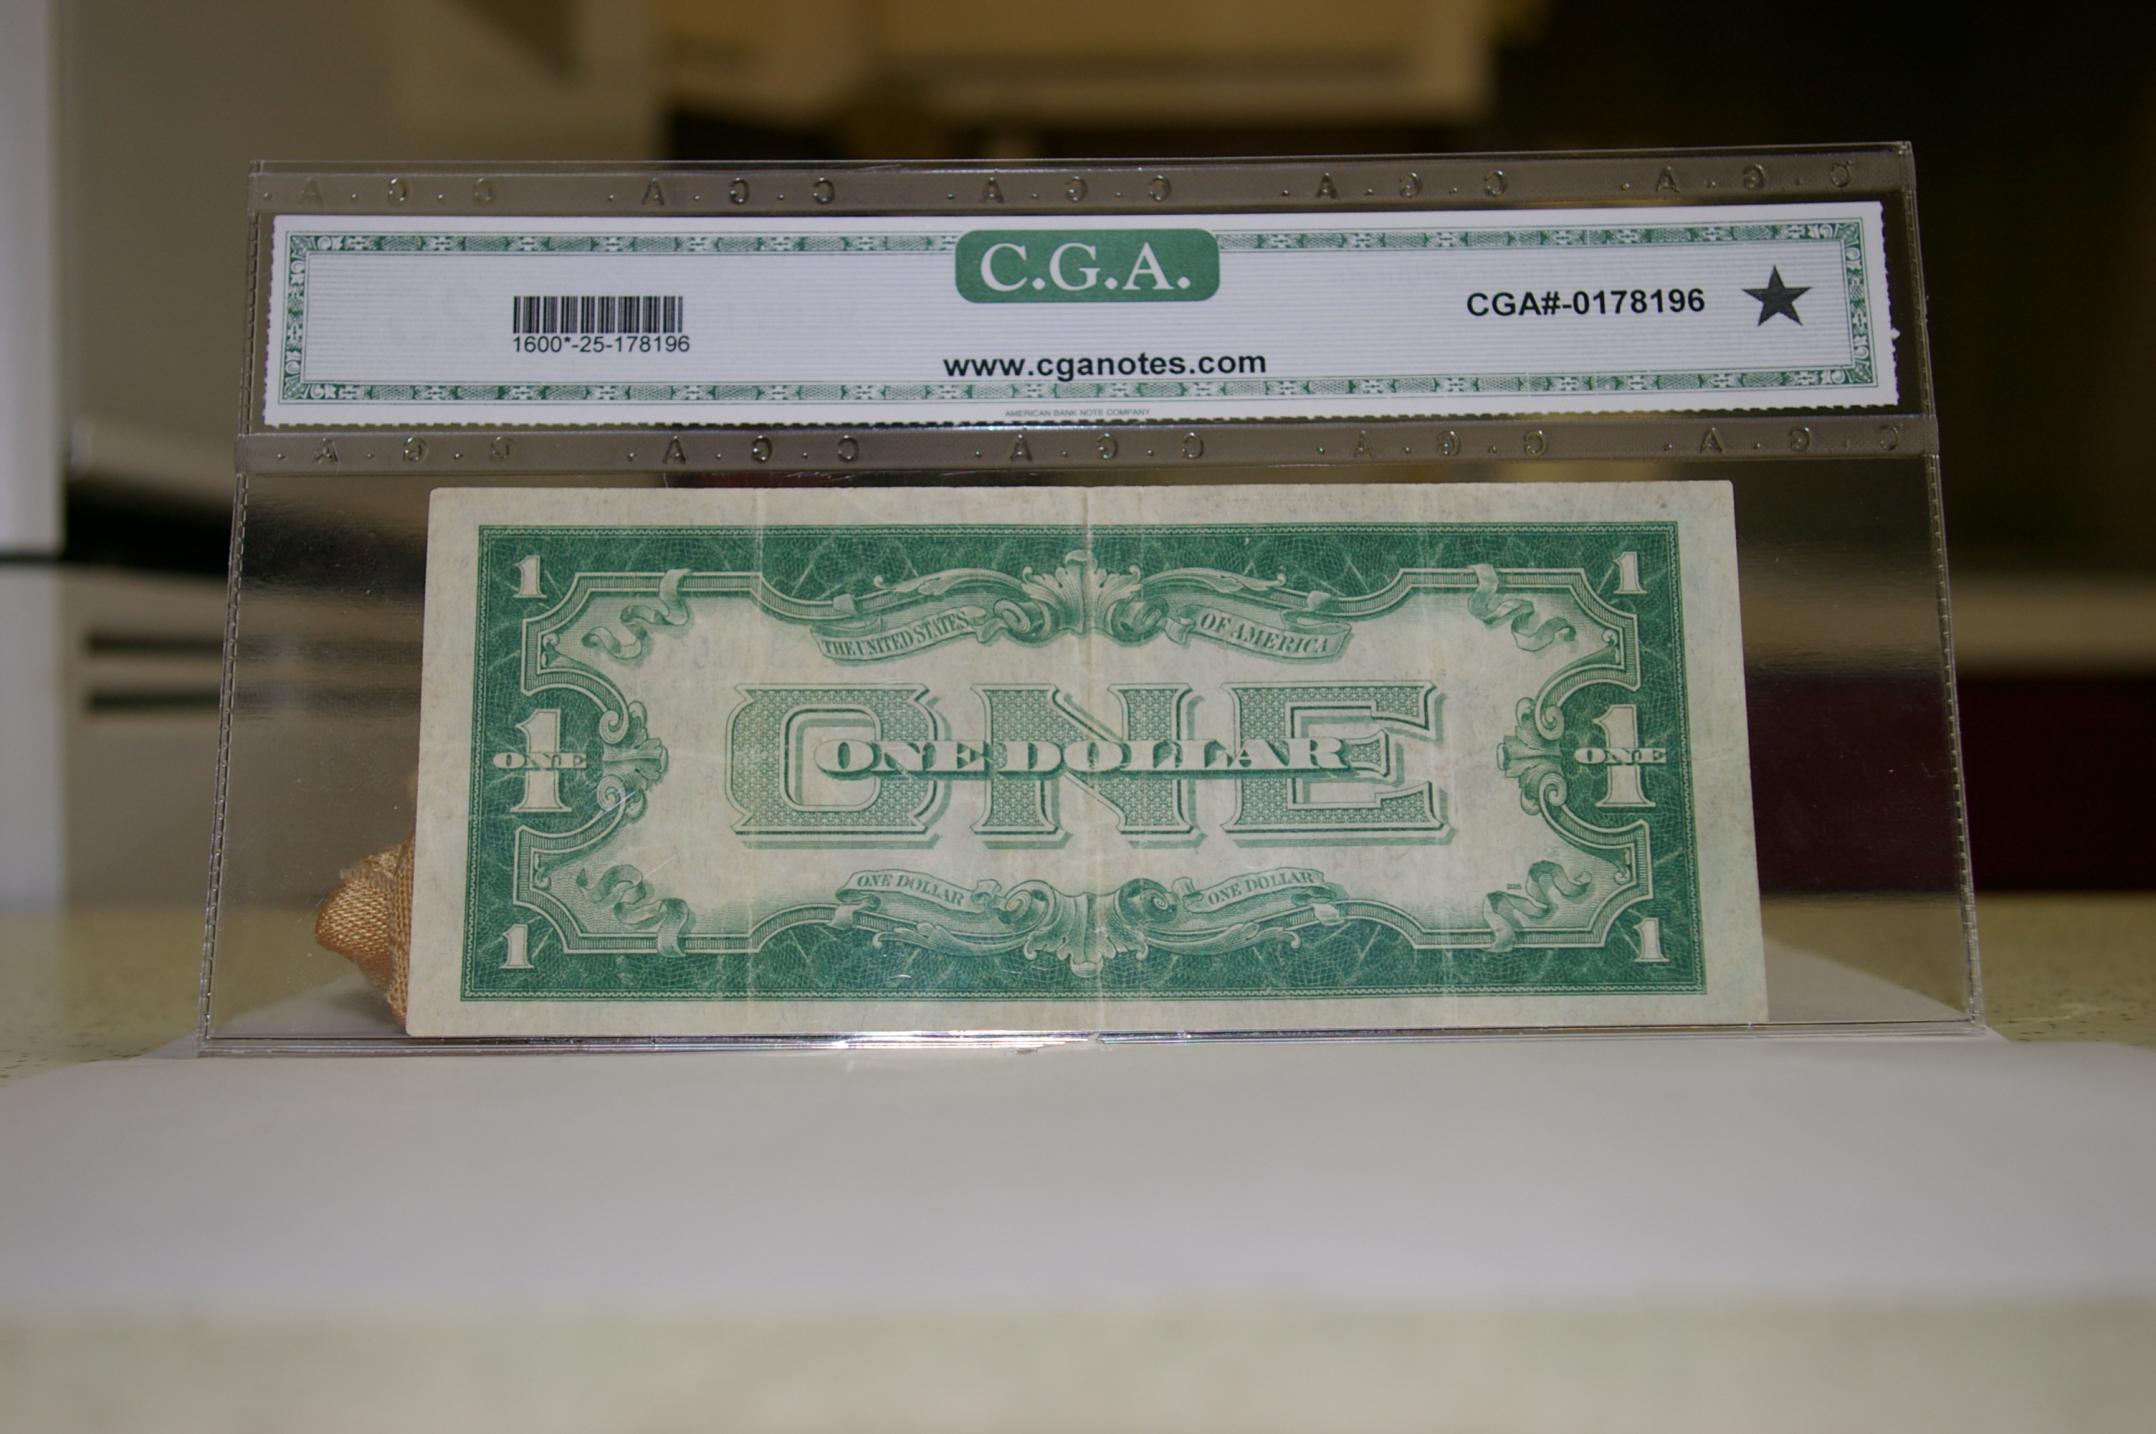 C.G.A.
1600*-25-178196
CGA#-0178196
www.cganotes.com
AMERICAN BANK NOTE COMPANY
C.G.A. C.G.A. C.G.A. C.G.A. C.G.A.
C.G.A. C.G.A. C.G.A. C.G.A. C.G.A.
1 1
THE UNITED STATES OF AMERICA
ONE
1 ONE ONE DOLLAR 1 ONE
ONE DOLLAR ONE DOLLAR
1 1